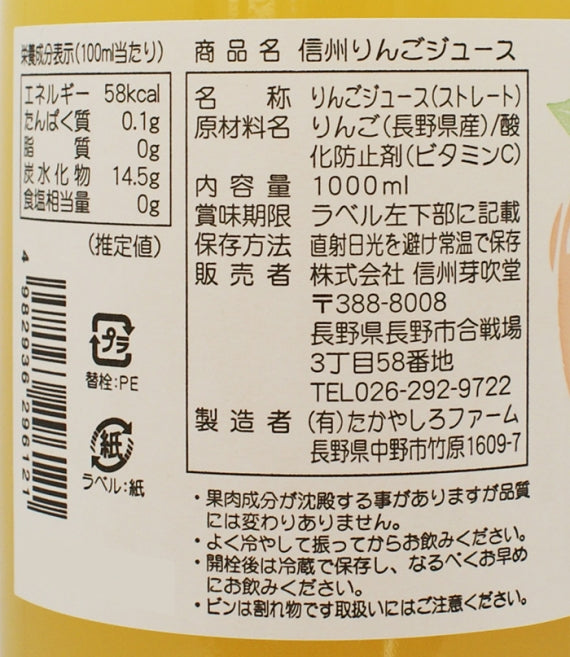 栄養成分表示(100ml当たり)
エネルギー 58kcal
たんぱく質 0.1g
脂質 0g
炭水化物 14.5g
食塩相当量 0g
(推定値)
4 982936 296121
プラ
替栓:PE
紙
ラベル:紙
商品名 信州りんごジュース
名称 りんごジュース(ストレート)
原材料名 りんご(長野県産)/酸
化防止剤(ビタミンC)
内容量 1000ml
賞味期限 ラベル左下部に記載
保存方法 直射日光を避け常温で保存
販売者 株式会社 信州芽吹堂
〒388-8008
長野県長野市合戦場
3丁目58番地
TEL026-292-9722
製造者 (有)たかやしろファーム
長野県中野市竹原1609-7
・果肉成分が沈殿する事がありますが品質
には変わりありません。
・よく冷やして振ってからお飲みください。
・開栓後は冷蔵で保存し、なるべくお早め
にお飲みください。
・ビンは割れ物です取扱いにはご注意ください。